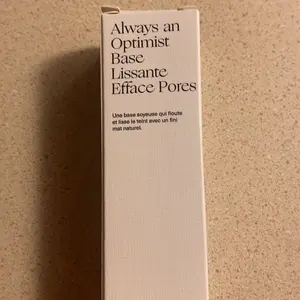 Always an
Optimist
Base
Lissante
Efface Pores
Une base soyeuse qui floute
et lisse le teint avec un fini
mat naturel.